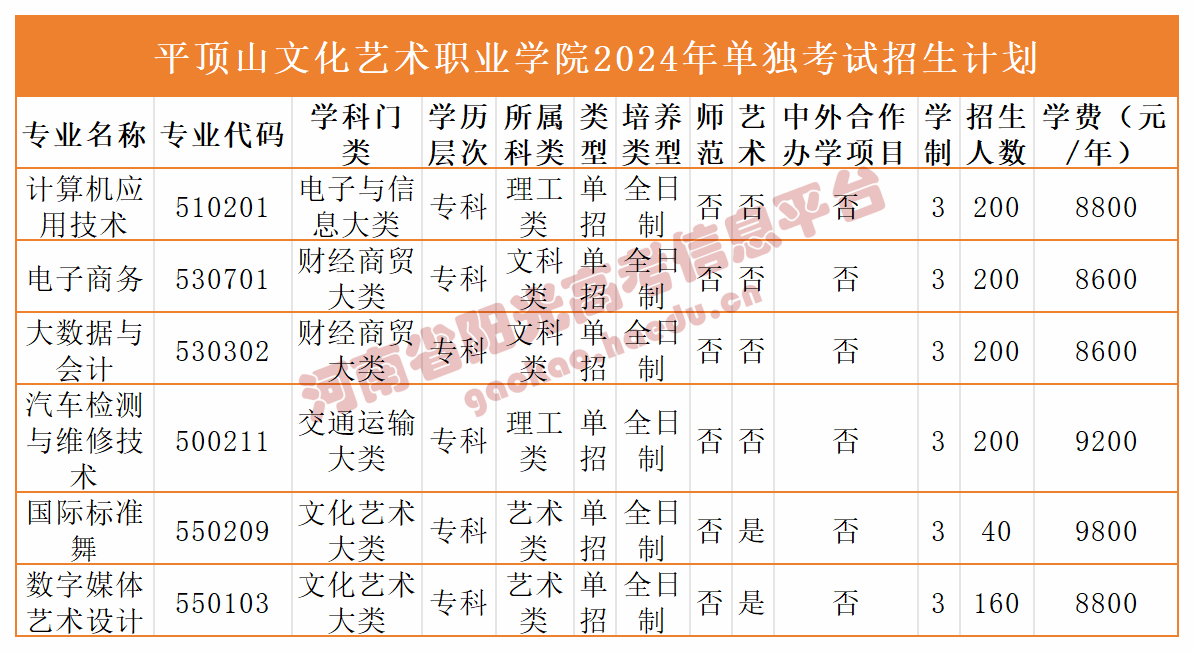 平顶山文化艺术职业学院2024年单独考试招生计划
专业名称 专业代码 学科门类 学历层次 所属科类 类型 培养类型 师范 艺术 中外合作办学项目 学制 招生人数 学费（元/年）
计算机应用技术 510201 电子与信息大类 专科 理工类 单招 全日制 否 否 否 3 200 8800
电子商务 530701 财经商贸大类 专科 文科类 单招 全日制 否 否 否 3 200 8600
大数据与会计 530302 财经商贸大类 专科 文科类 单招 全日制 否 否 否 3 200 8600
汽车检测与维修技术 500211 交通运输大类 专科 理工类 单招 全日制 否 否 否 3 200 9200
国际标准舞 550209 文化艺术大类 专科 艺术类 单招 全日制 否 是 否 3 40 9800
数字媒体艺术设计 550103 文化艺术大类 专科 艺术类 单招 全日制 否 是 否 3 160 8800
河南省阳光高考信息平台
gaokao.haedu.cn